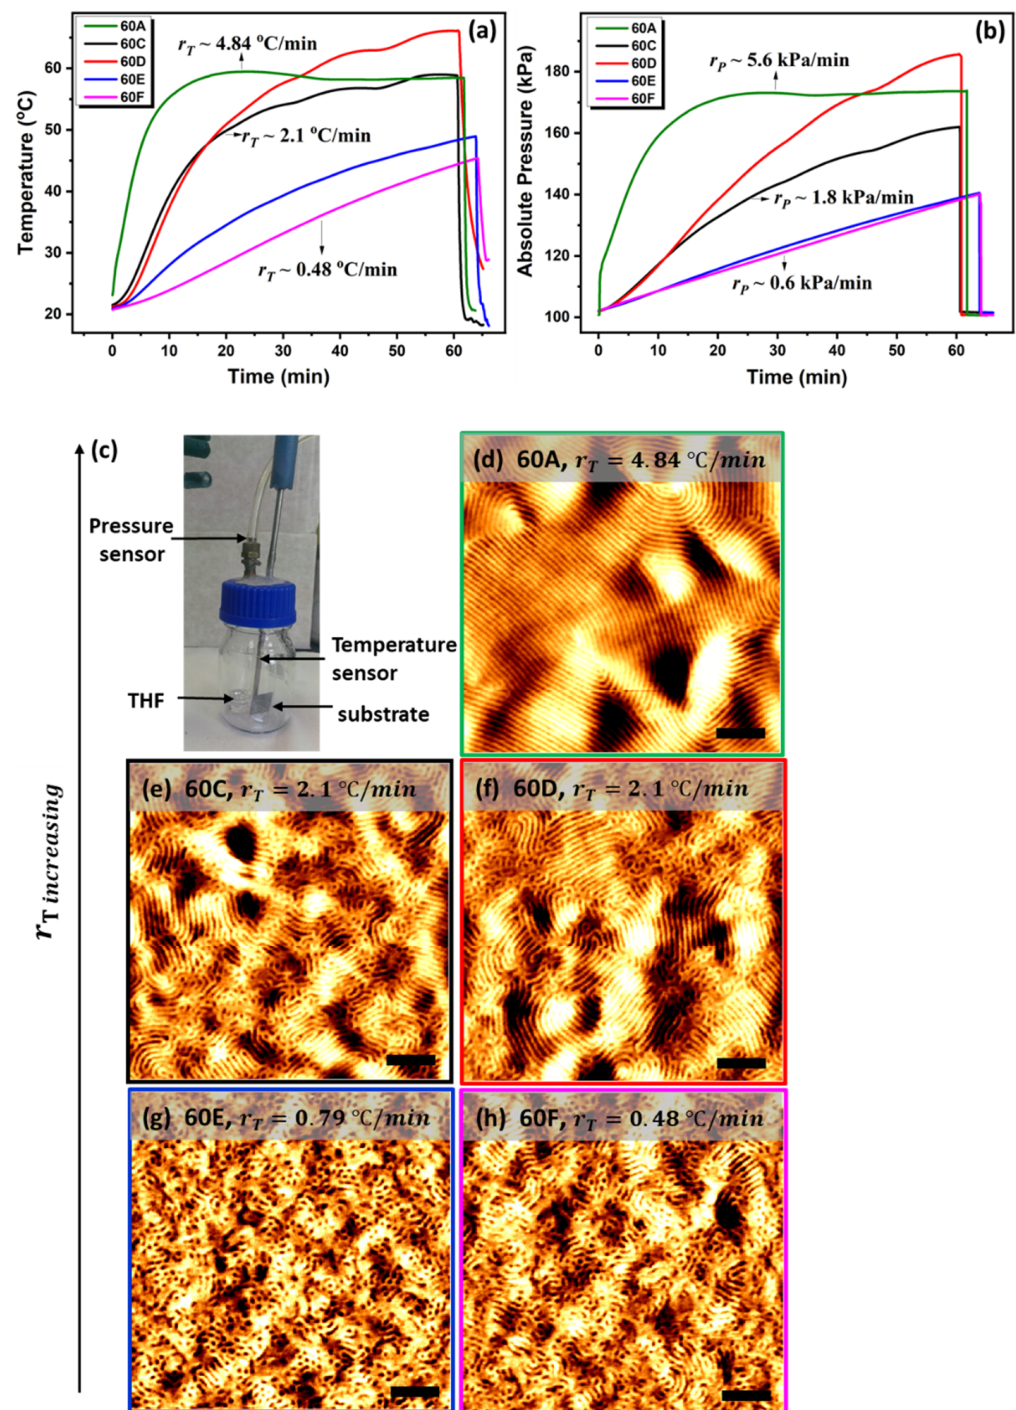 (a)
60A
60C
60D
60E
60F
r_T ~ 4.84 °C/min
r_T ~ 2.1 °C/min
r_T ~ 0.48 °C/min
60
50
40
30
20
Temperature (°C)
0 10 20 30 40 50 60
Time (min)
(b)
60A
60C
60D
60E
60F
r_P ~ 5.6 kPa/min
r_P ~ 1.8 kPa/min
r_P ~ 0.6 kPa/min
180
160
140
120
100
Absolute Pressure (kPa)
0 10 20 30 40 50 60
Time (min)
(c)
Pressure
sensor
Temperature
sensor
THF
substrate
(d) 60A, r_T = 4.84 °C/min
r_T increasing
(e) 60C, r_T = 2.1 °C/min
(f) 60D, r_T = 2.1 °C/min
(g) 60E, r_T = 0.79 °C/min
(h) 60F, r_T = 0.48 °C/min